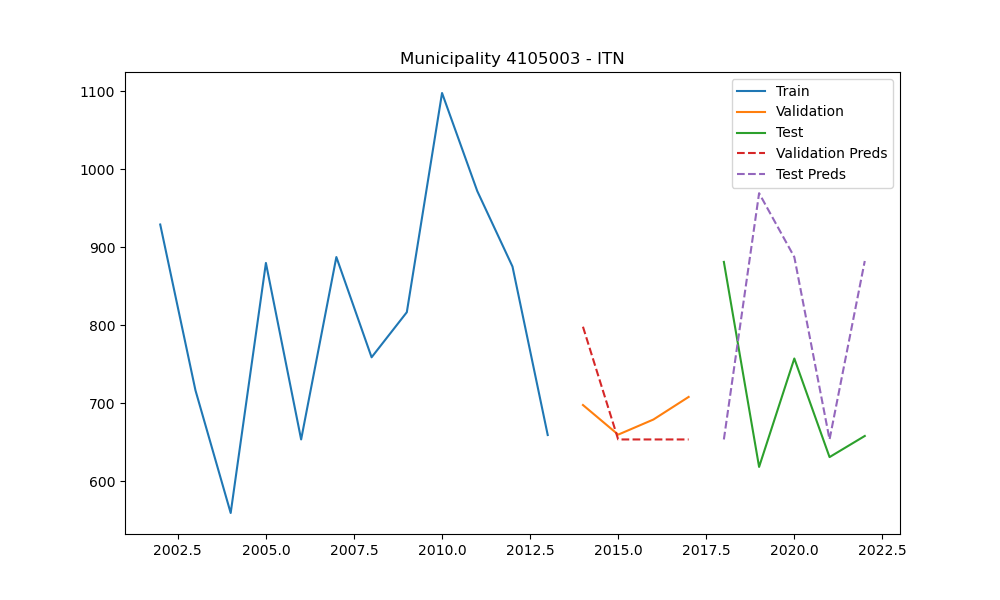 Municipality 4105003 - ITN
Train
Validation
Test
Validation Preds
Test Preds
1100
1000
900
800
700
600
2002.5 2005.0 2007.5 2010.0 2012.5 2015.0 2017.5 2020.0 2022.5